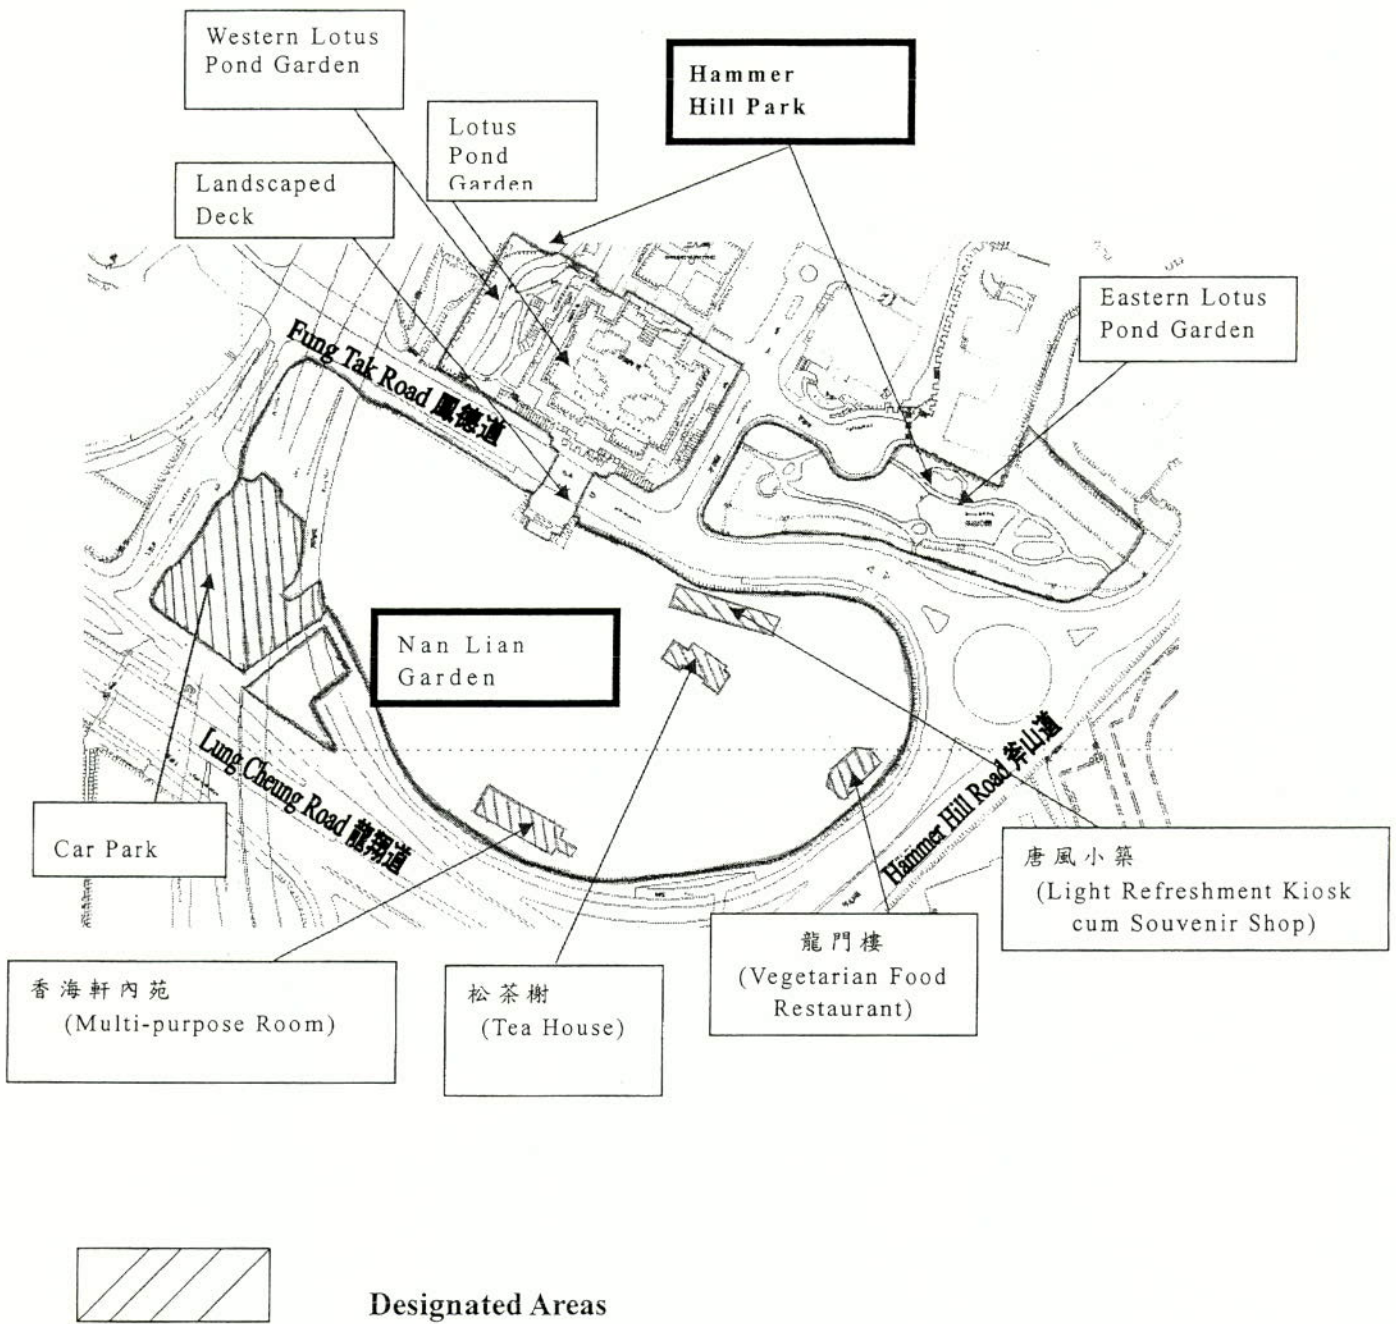 Western Lotus
Pond Garden
Hammer
Hill Park
Lotus
Pond
Garden
Landscaped
Deck
Eastern Lotus
Pond Garden
Fung Tak Road 鳳德道
Nan Lian
Garden
Lung Cheung Road 龍翔道
Hammer Hill Road 斧山道
Car Park
唐風小築
(Light Refreshment Kiosk
cum Souvenir Shop)
龍門樓
(Vegetarian Food
Restaurant)
香海軒內苑
(Multi-purpose Room)
松茶榭
(Tea House)
Designated Areas